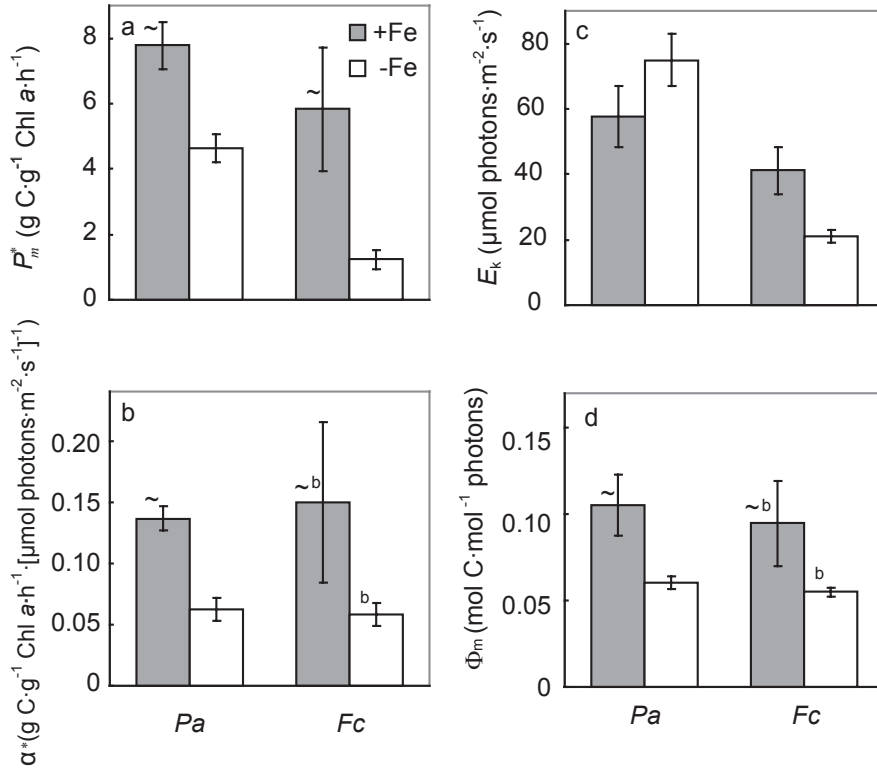 a
~
+Fe
-Fe
~
8
6
4
2
0
P*m (g C·g-1 Chl a·h-1)
c
80
60
40
20
0
Ek (µmol photons·m-2·s-1)
b
0.20
0.15
0.10
0.05
0
~
~b
b
α*(g C·g-1 Chl a·h-1·[µmol photons·m-2·s-1]-1)
Pa
Fc
d
0.15
0.10
0.05
0
~
~b
b
Φm (mol C·mol-1 photons)
Pa
Fc